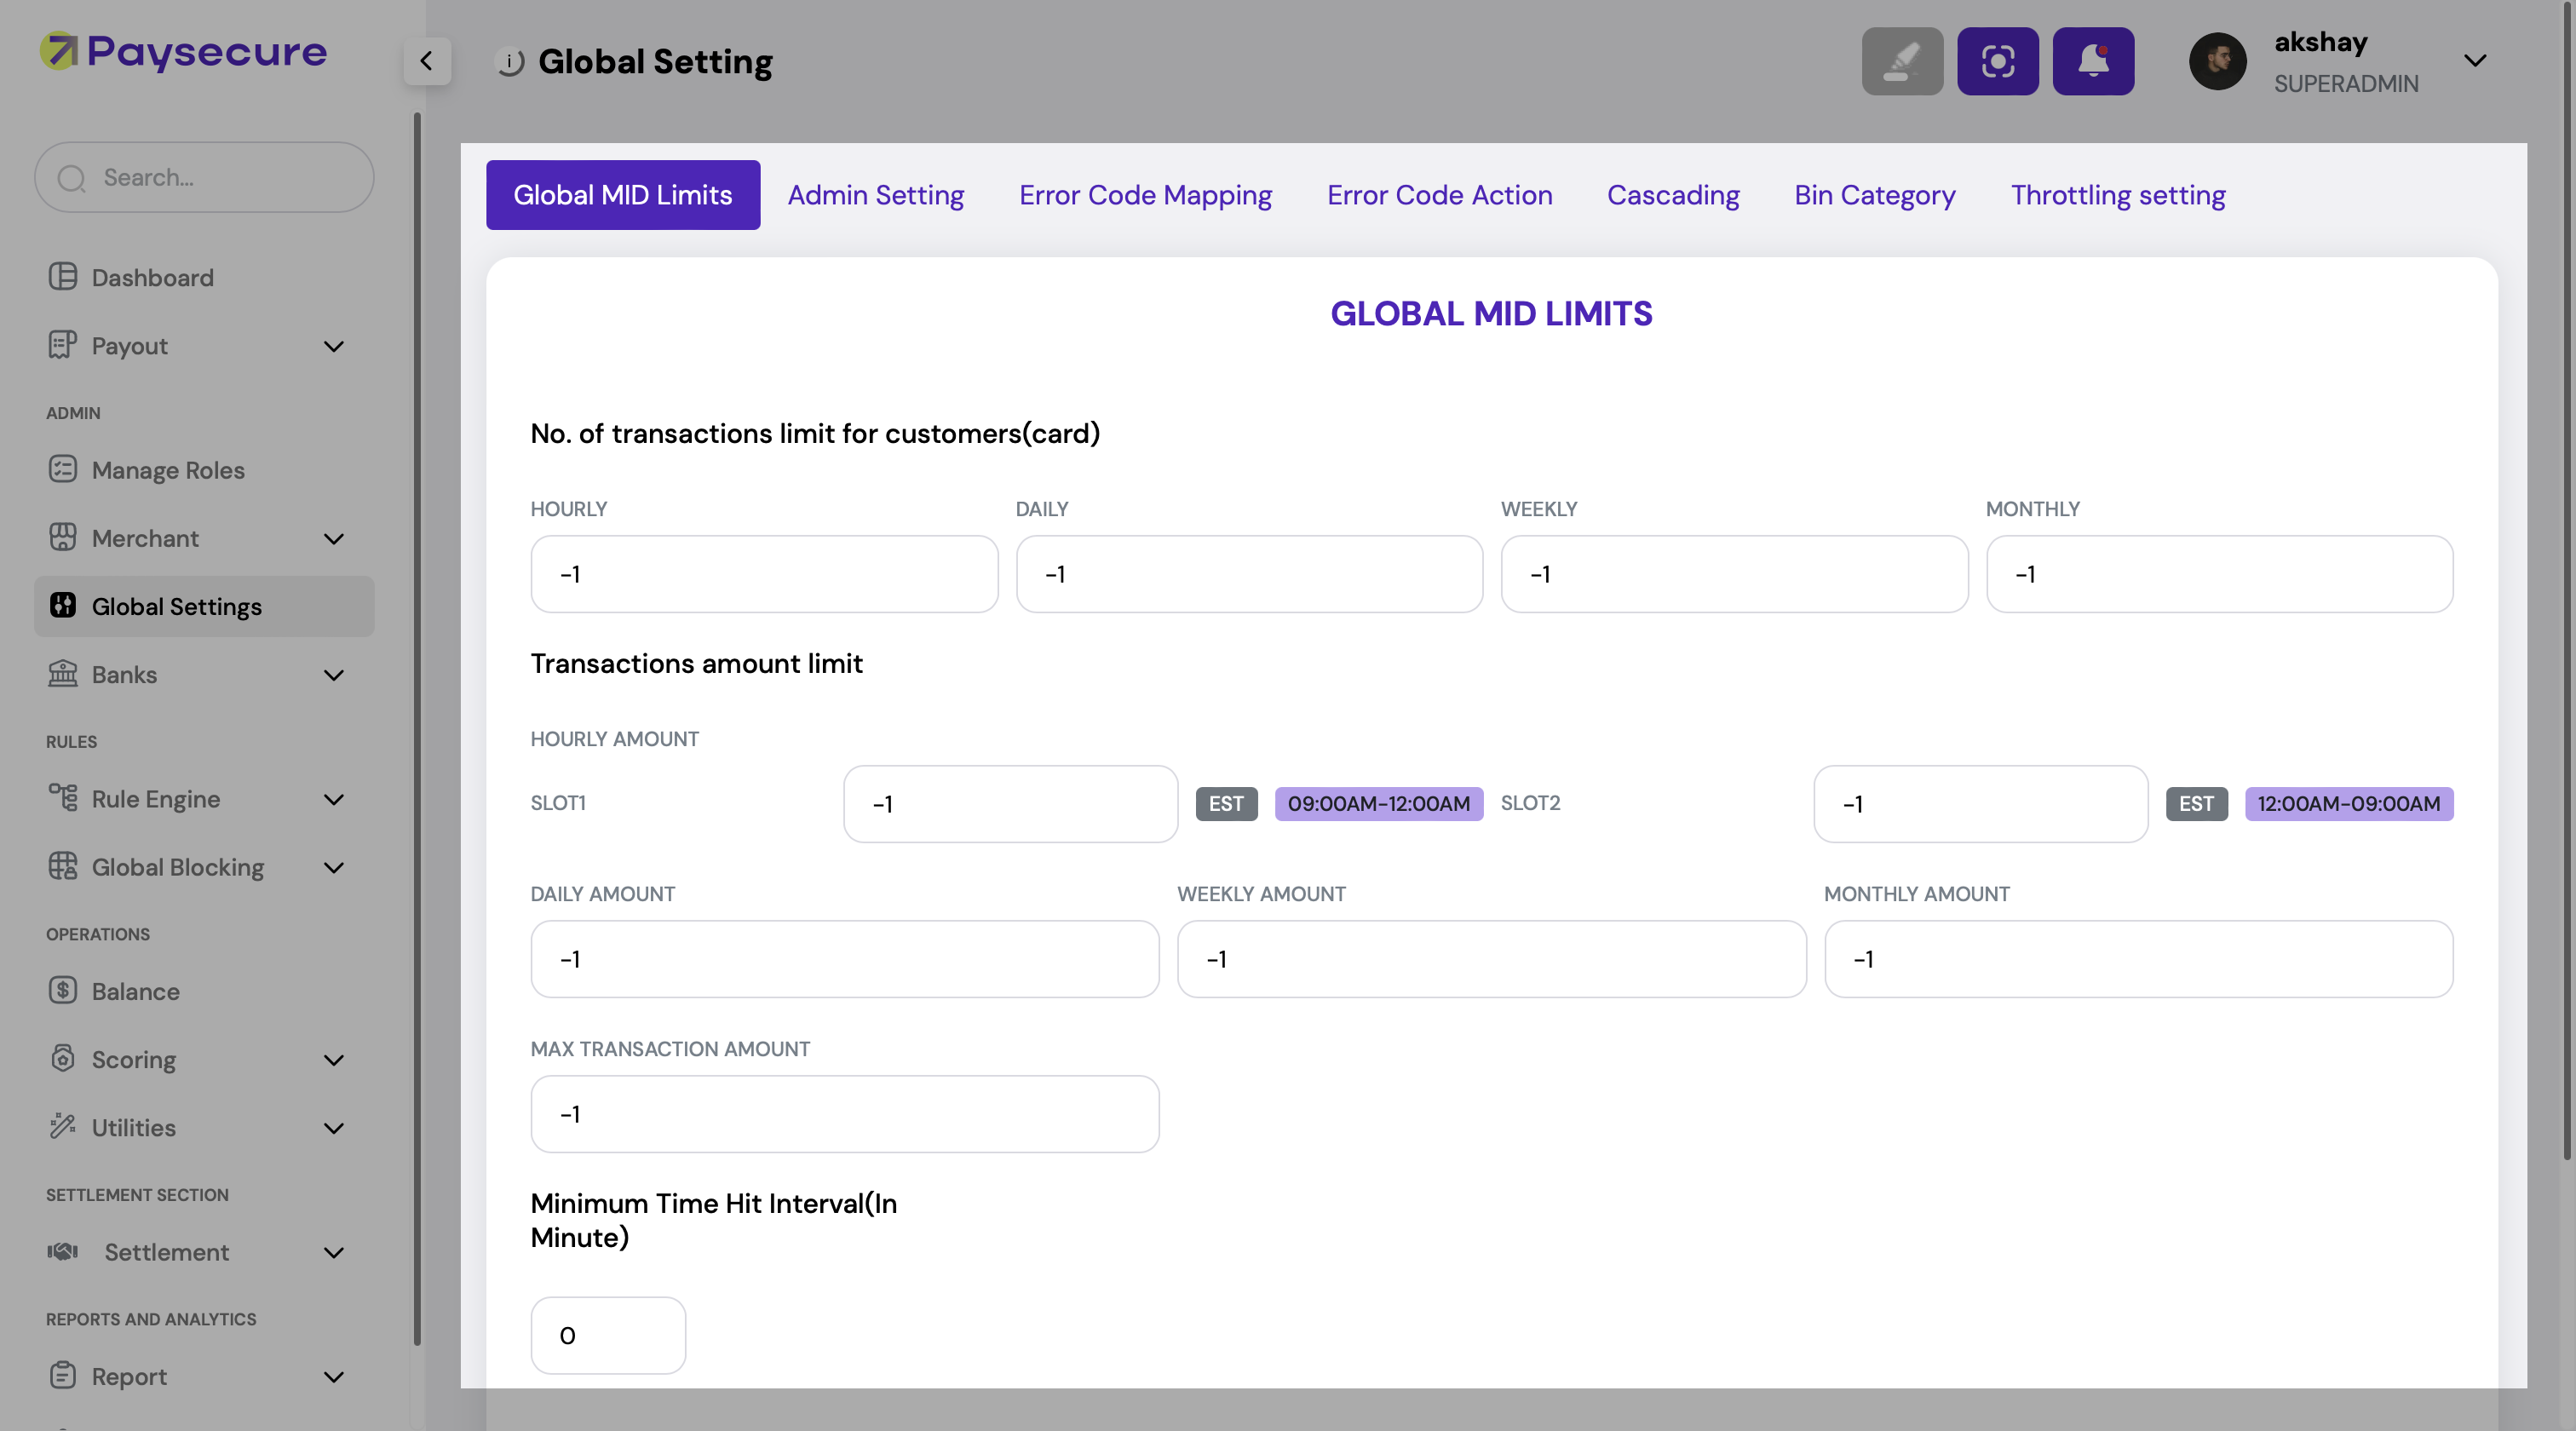 Paysecure
Global Setting
akshay
SUPERADMIN
Search...
Dashboard
Payout
ADMIN
Manage Roles
Merchant
Global Settings
Banks
RULES
Rule Engine
Global Blocking
OPERATIONS
Balance
Scoring
Utilities
SETTLEMENT SECTION
Settlement
REPORTS AND ANALYTICS
Report
Global MID Limits Admin Setting Error Code Mapping Error Code Action Cascading Bin Category Throttling setting
GLOBAL MID LIMITS
No. of transactions limit for customers(card)
HOURLY DAILY WEEKLY MONTHLY
-1 -1 -1 -1
Transactions amount limit
HOURLY AMOUNT
SLOT1 -1 EST 09:00AM-12:00AM SLOT2 -1 EST 12:00AM-09:00AM
DAILY AMOUNT WEEKLY AMOUNT MONTHLY AMOUNT
-1 -1 -1
MAX TRANSACTION AMOUNT
-1
Minimum Time Hit Interval(In
Minute)
0